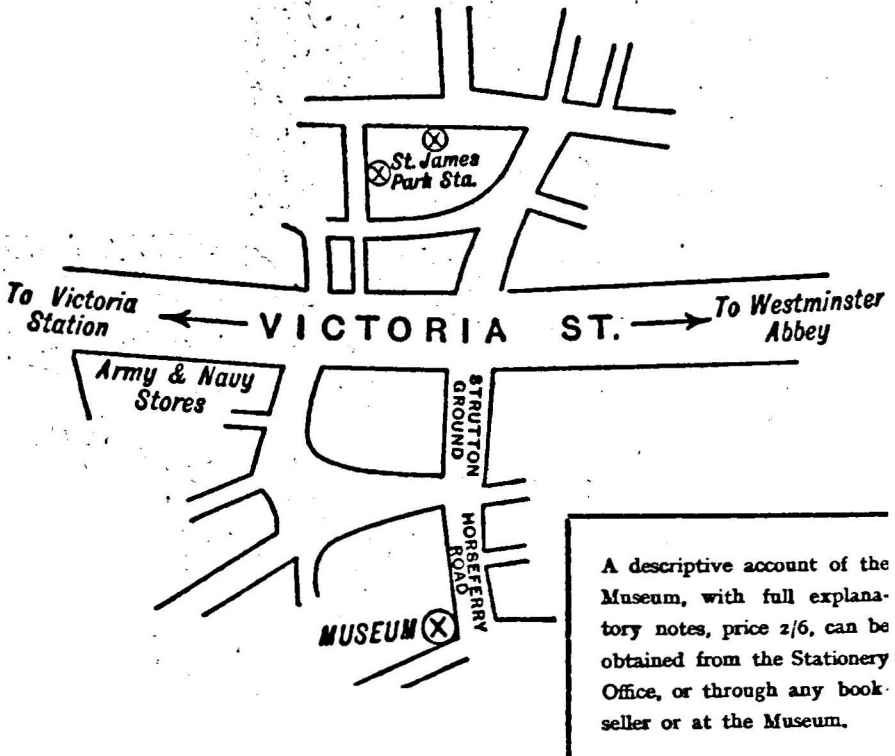 St. James
Park Sta.
To Victoria
Station
VICTORIA ST.
To Westminster
Abbey
Army & Navy
Stores
STRUTTON
GROUND
HORSEFERRY
ROAD
MUSEUM
A descriptive account of the
Museum, with full explana-
tory notes, price 2/6, can be
obtained from the Stationery
Office, or through any book-
seller or at the Museum.